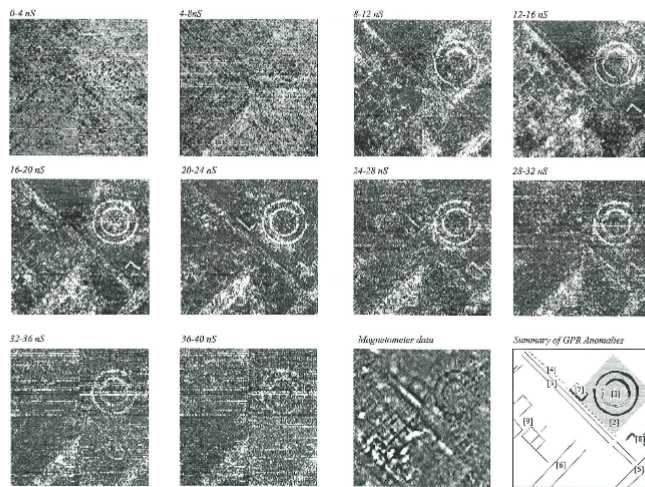 0-4 nS
4-8nS
8-12 nS
12-16 nS
16-20 nS
20-24 nS
24-28 nS
28-32 nS
32-36 nS
36-40 nS
Magnetometer data
Summary of GPR Anomalies
[4]
[3]
[7]
[1]
[2]
[9]
[8]
[6]
[5]